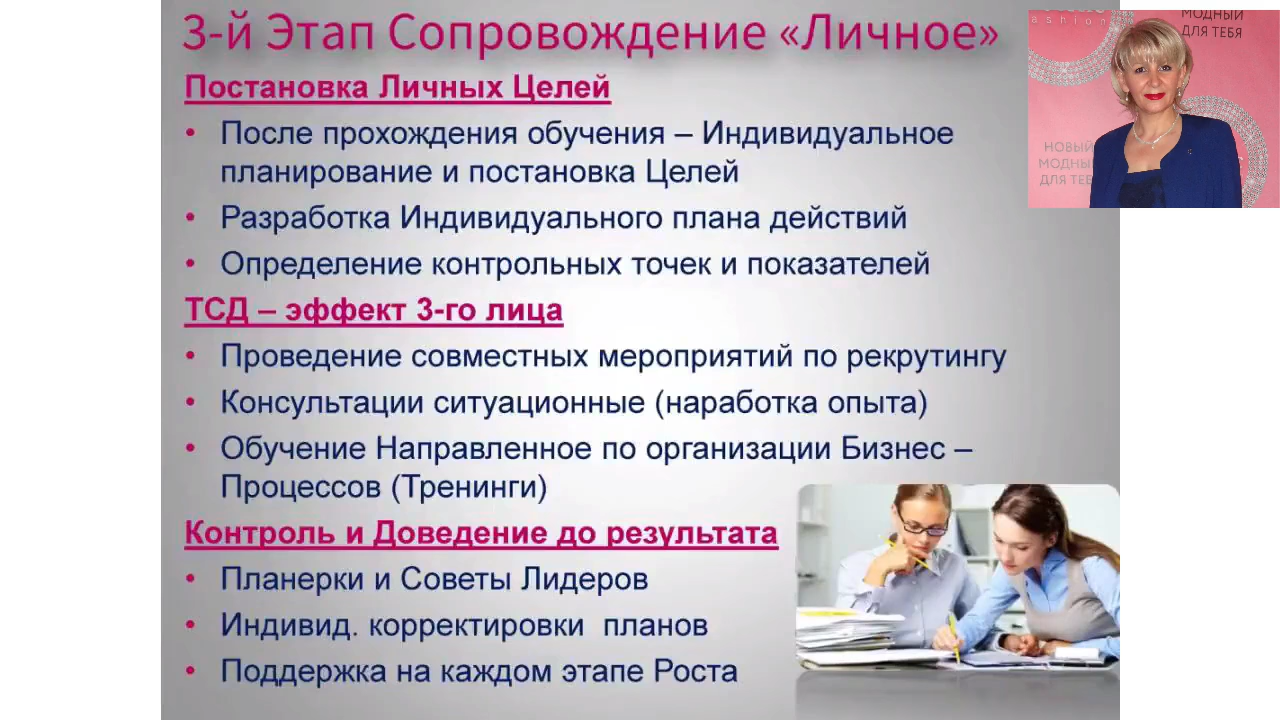 3-й Этап Сопровождение «Личное»
Постановка Личных Целей
• После прохождения обучения – Индивидуальное
планирование и постановка Целей
• Разработка Индивидуального плана действий
• Определение контрольных точек и показателей
ТСД – эффект 3-го лица
• Проведение совместных мероприятий по рекрутингу
• Консультации ситуационные (наработка опыта)
• Обучение Направленное по организации Бизнес –
Процессов (Тренинги)
Контроль и Доведение до результата
• Планерки и Советы Лидеров
• Индивид. корректировки планов
• Поддержка на каждом этапе Роста
ashion
МОДНЫЙ
ДЛЯ ТЕБЯ
НОВЫЙ
МОДНЫ
ДЛЯ ТЕБ